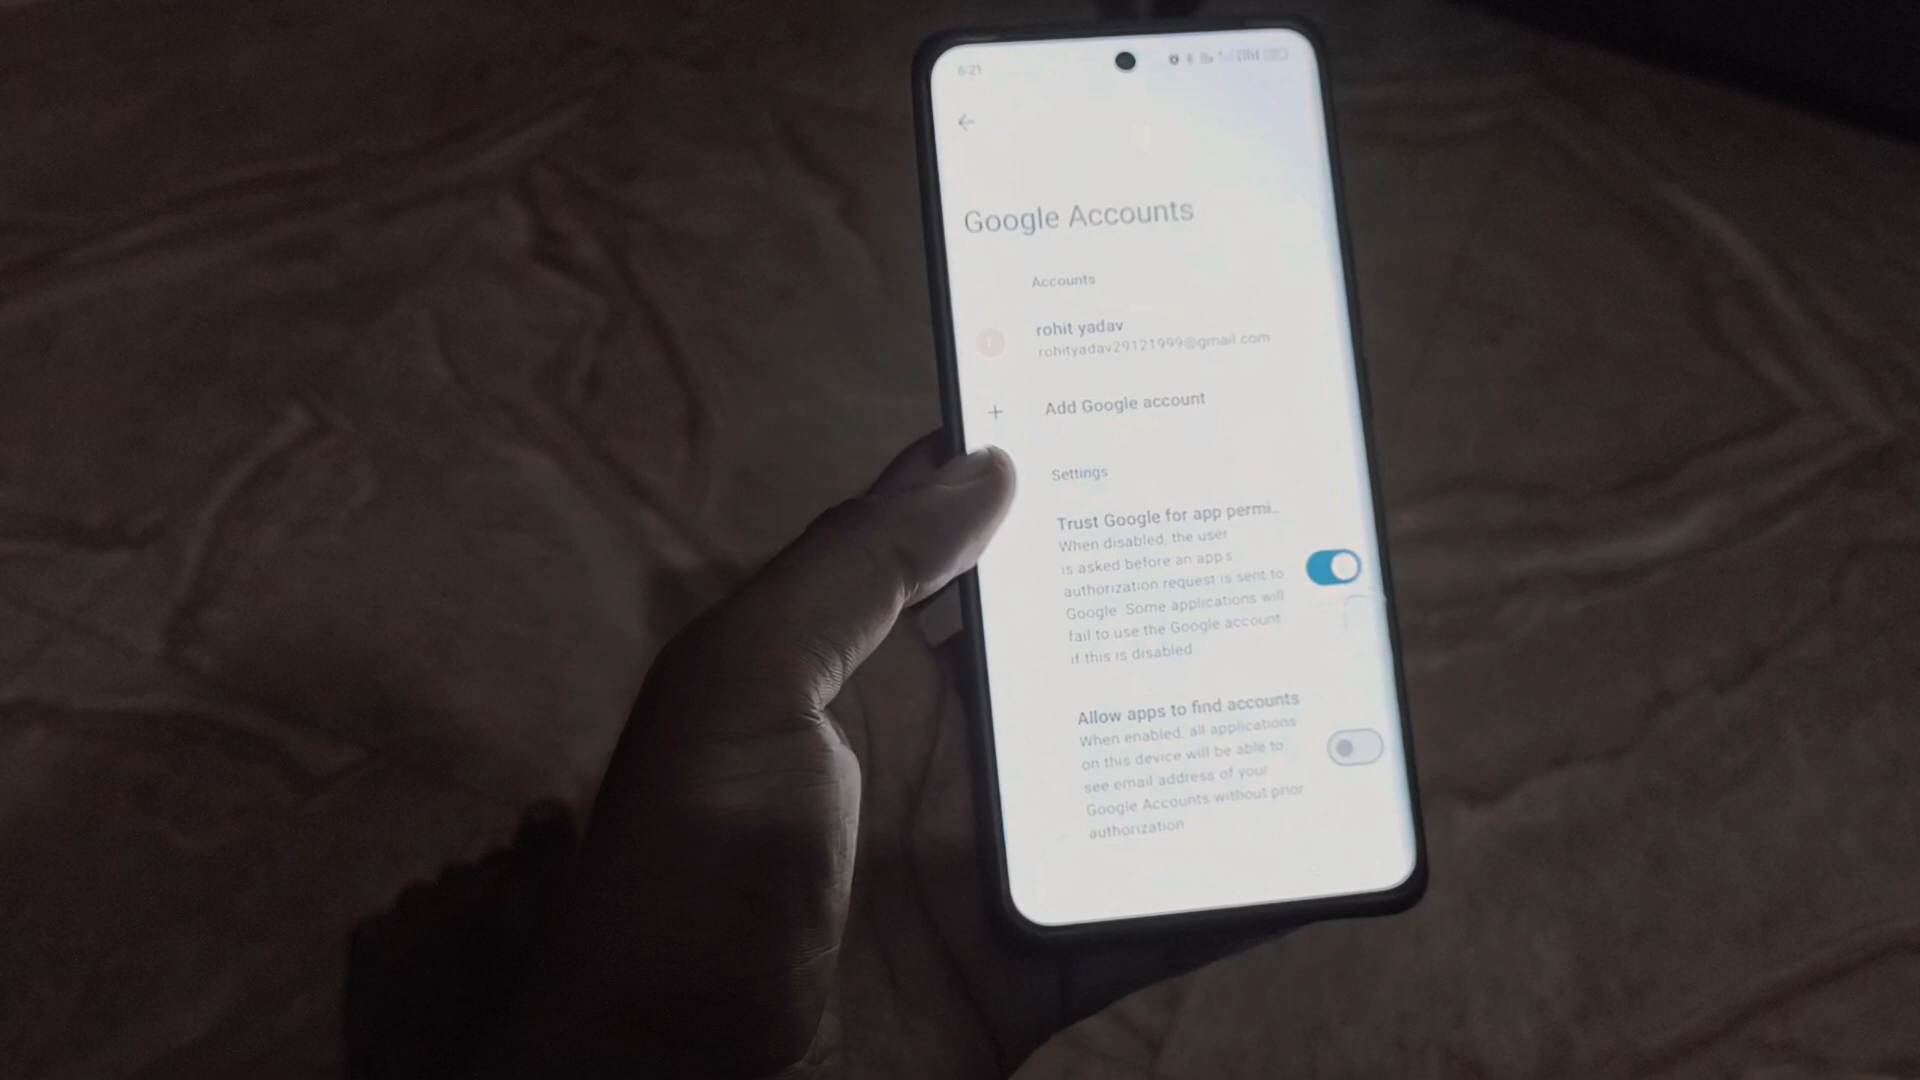 6:21
Google Accounts
Accounts
rohit yadav
rohityadav29121999@gmail.com
Add Google account
Settings
Trust Google for app permi..
When disabled, the user
is asked before an app's
authorization request is sent to
Google. Some applications will
fail to use the Google account
if this is disabled
Allow apps to find accounts
When enabled, all applications
on this device will be able to
see email address of your
Google Accounts without prior
authorization